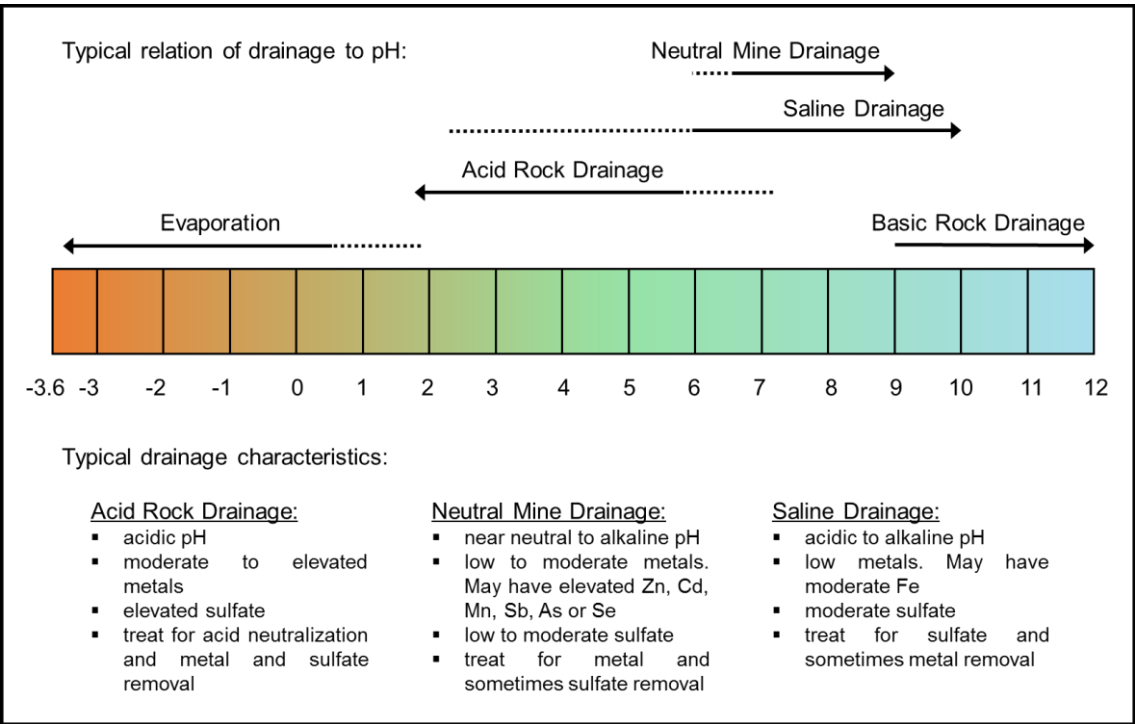 Typical relation of drainage to pH:
Neutral Mine Drainage
Saline Drainage
Acid Rock Drainage
Evaporation
Basic Rock Drainage
-3.6 -3 -2 -1 0 1 2 3 4 5 6 7 8 9 10 11 12
Typical drainage characteristics:
Acid Rock Drainage:
▪ acidic pH
▪ moderate to elevated
metals
▪ elevated sulfate
▪ treat for acid neutralization
and metal and sulfate
removal
Neutral Mine Drainage:
▪ near neutral to alkaline pH
▪ low to moderate metals.
May have elevated Zn, Cd,
Mn, Sb, As or Se
▪ low to moderate sulfate
▪ treat for metal and
sometimes sulfate removal
Saline Drainage:
▪ acidic to alkaline pH
▪ low metals. May have
moderate Fe
▪ moderate sulfate
▪ treat for sulfate and
sometimes metal removal